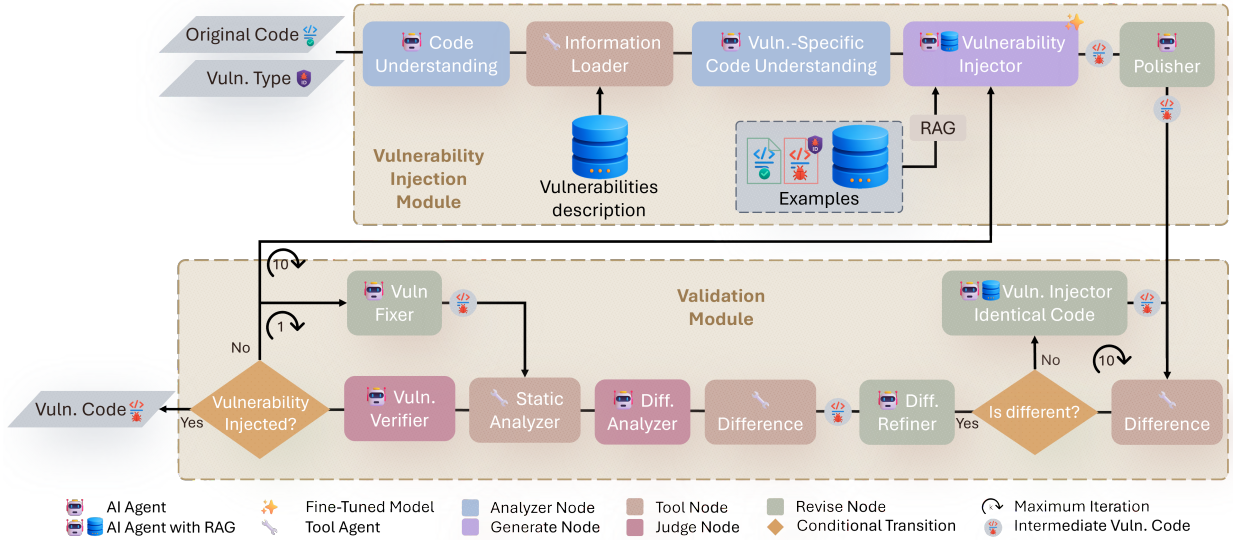 Original Code
Vuln. Type
Code
Understanding
Information
Loader
Vuln.-Specific
Code Understanding
Vulnerability
Injector
Polisher
Vulnerability
Injection
Module
Vulnerabilities
description
ID
Examples
RAG
10
1
No
Vuln
Fixer
Validation
Module
Vuln. Injector
Identical Code
No
10
Vuln. Code
Yes
Vulnerability
Injected?
Vuln.
Verifier
Static
Analyzer
Diff.
Analyzer
Difference
Diff.
Refiner
Yes
Is different?
Difference
AI Agent
AI Agent with RAG
Fine-Tuned Model
Tool Agent
Analyzer Node
Generate Node
Tool Node
Judge Node
Revise Node
Conditional Transition
Maximum Iteration
Intermediate Vuln. Code